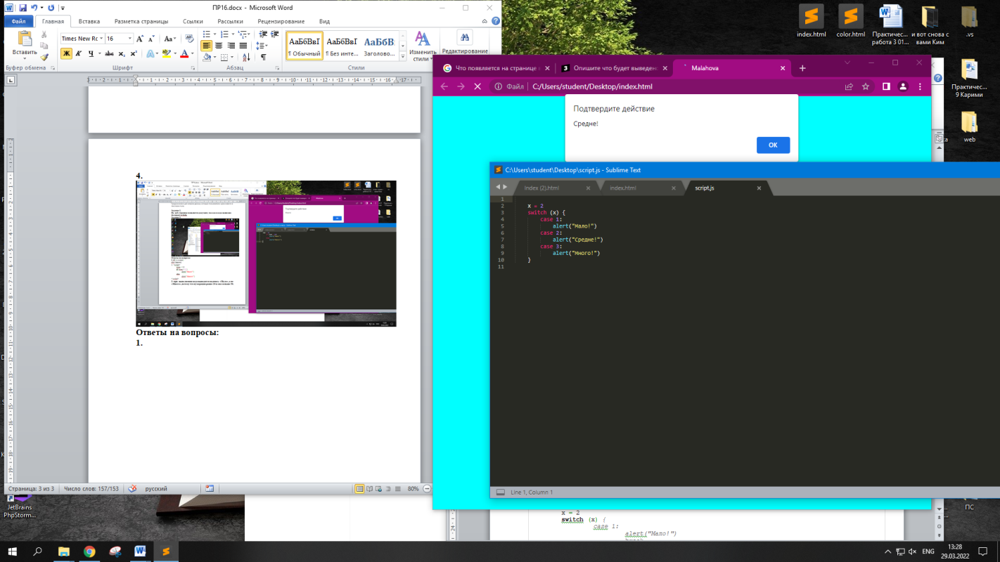 ПР16.docx - Microsoft Word
Файл Главная Вставка Разметка страницы Ссылки Рассылки Рецензирование Вид
Вставить
Times New Rc 16
Ж К Ч abc x₂ x²
АаБбВвГ АаБбВвГ АаБбВ
¶ Обычный ¶ Без инте... Заголово...
Изменить стили
Редактирование
Буфер обмена Шрифт Абзац Стили
4.
Ответы на вопросы:
1.
Страница: 3 из 3 Число слов: 157/153 русский 80%
index.html
color.html
Практичес... работа 3 01...
и вот снова с вами Ким
.vs
Практичес... 9 Карими
web
Что появляется на странице
Опишите что будет выведен
Malahova
Файл C:/Users/student/Desktop/index.html
Подтвердите действие
Средне!
ОК
C:\Users\student\Desktop\script.js - Sublime Text
index (2).html index.html script.js
1
2 x = 2
3 switch (x) {
4 case 1:
5 alert("Мало!")
6 case 2:
7 alert("Средне!")
8 case 3:
9 alert("Много!")
10 }
11
Line 1, Column 1
x = 2
switch (x) {
case 1:
alert("Мало!")
JetBrains
PhpStorm...
ПС
ENG
13:28
29.03.2022